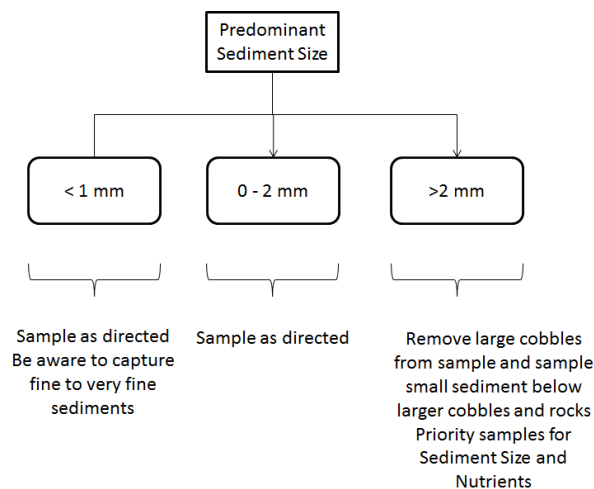 Predominant
Sediment Size
< 1 mm
0 - 2 mm
>2 mm
Sample as directed
Be aware to capture
fine to very fine
sediments
Sample as directed
Remove large cobbles
from sample and sample
small sediment below
larger cobbles and rocks
Priority samples for
Sediment Size and
Nutrients